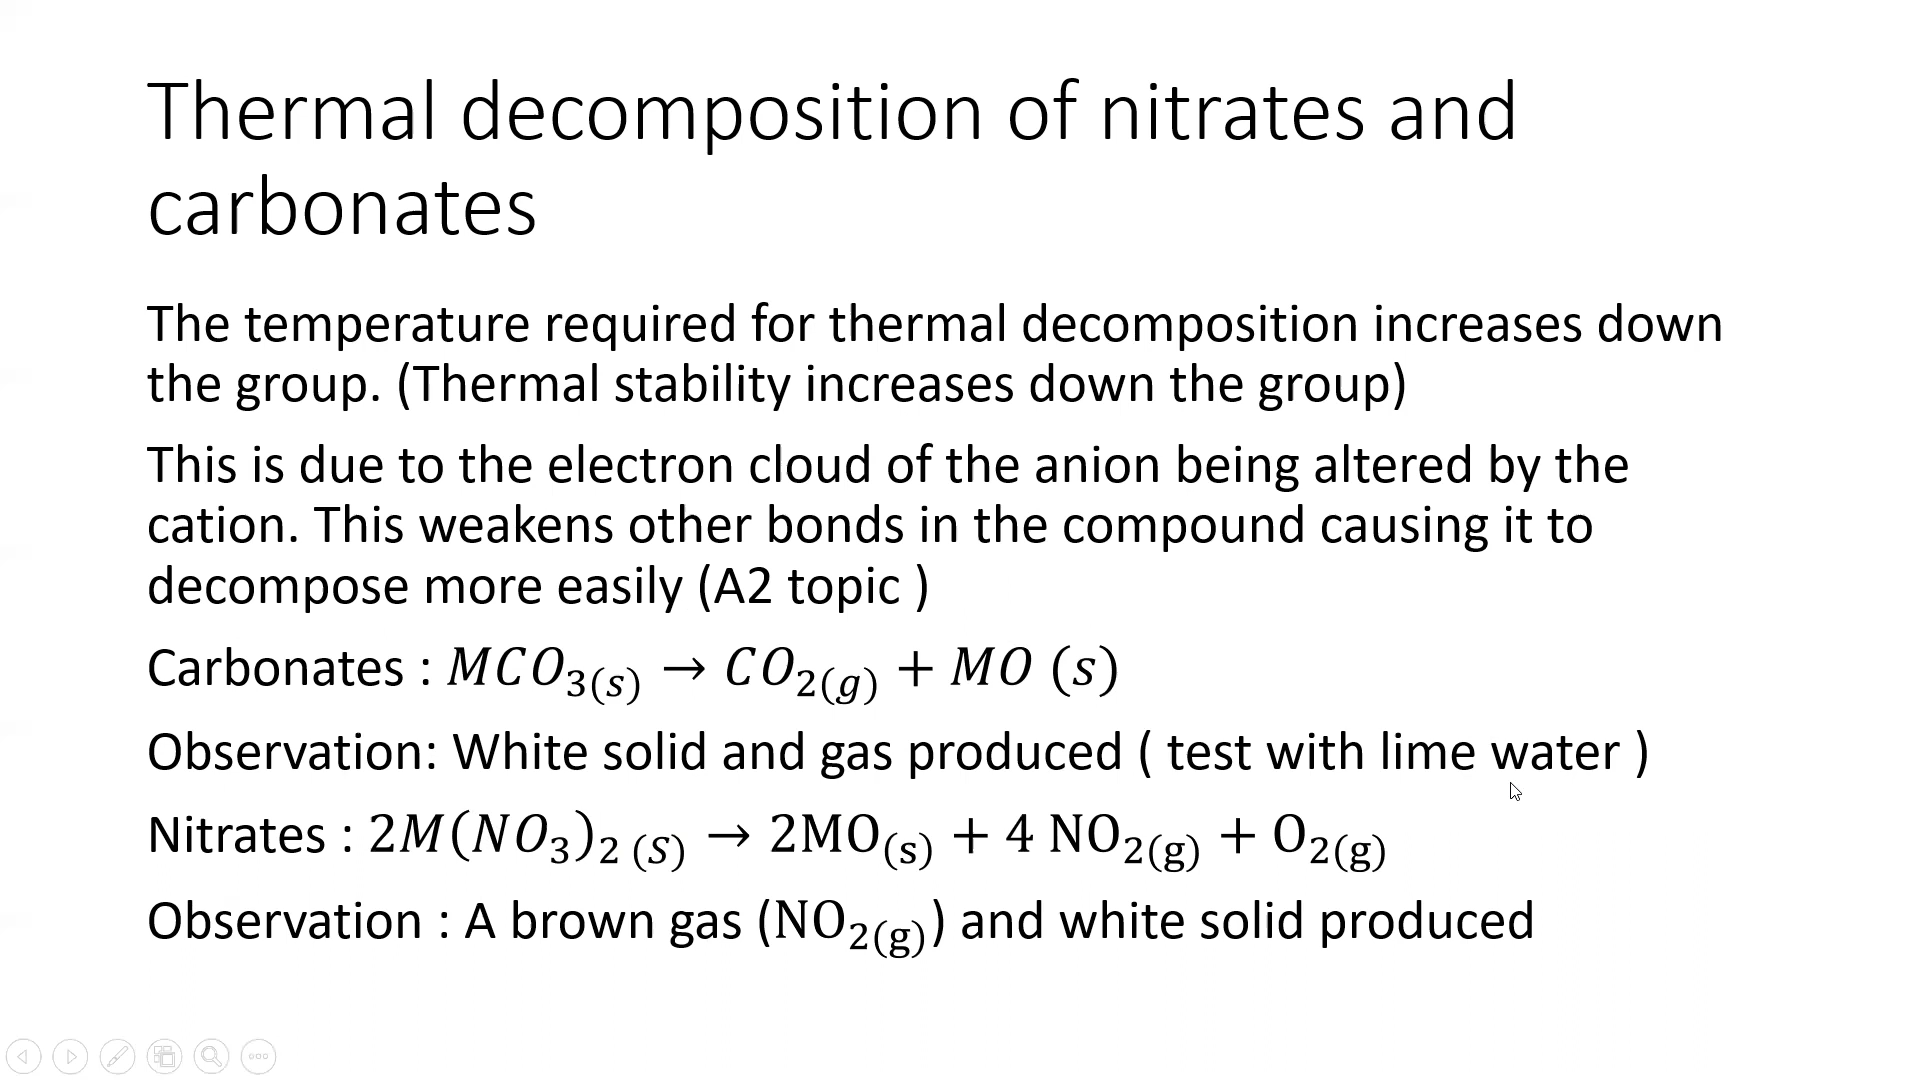 Thermal decomposition of nitrates and
carbonates
The temperature required for thermal decomposition increases down
the group. (Thermal stability increases down the group)
This is due to the electron cloud of the anion being altered by the
cation. This weakens other bonds in the compound causing it to
decompose more easily (A2 topic )
Carbonates : MCO₃₍ₛ₎ → CO₂(g) + MO (s)
Observation: White solid and gas produced ( test with lime water )
Nitrates : 2M(NO₃)₂ (S) → 2MO(s) + 4 NO₂(g) + O₂(g)
Observation : A brown gas (NO₂(g)) and white solid produced